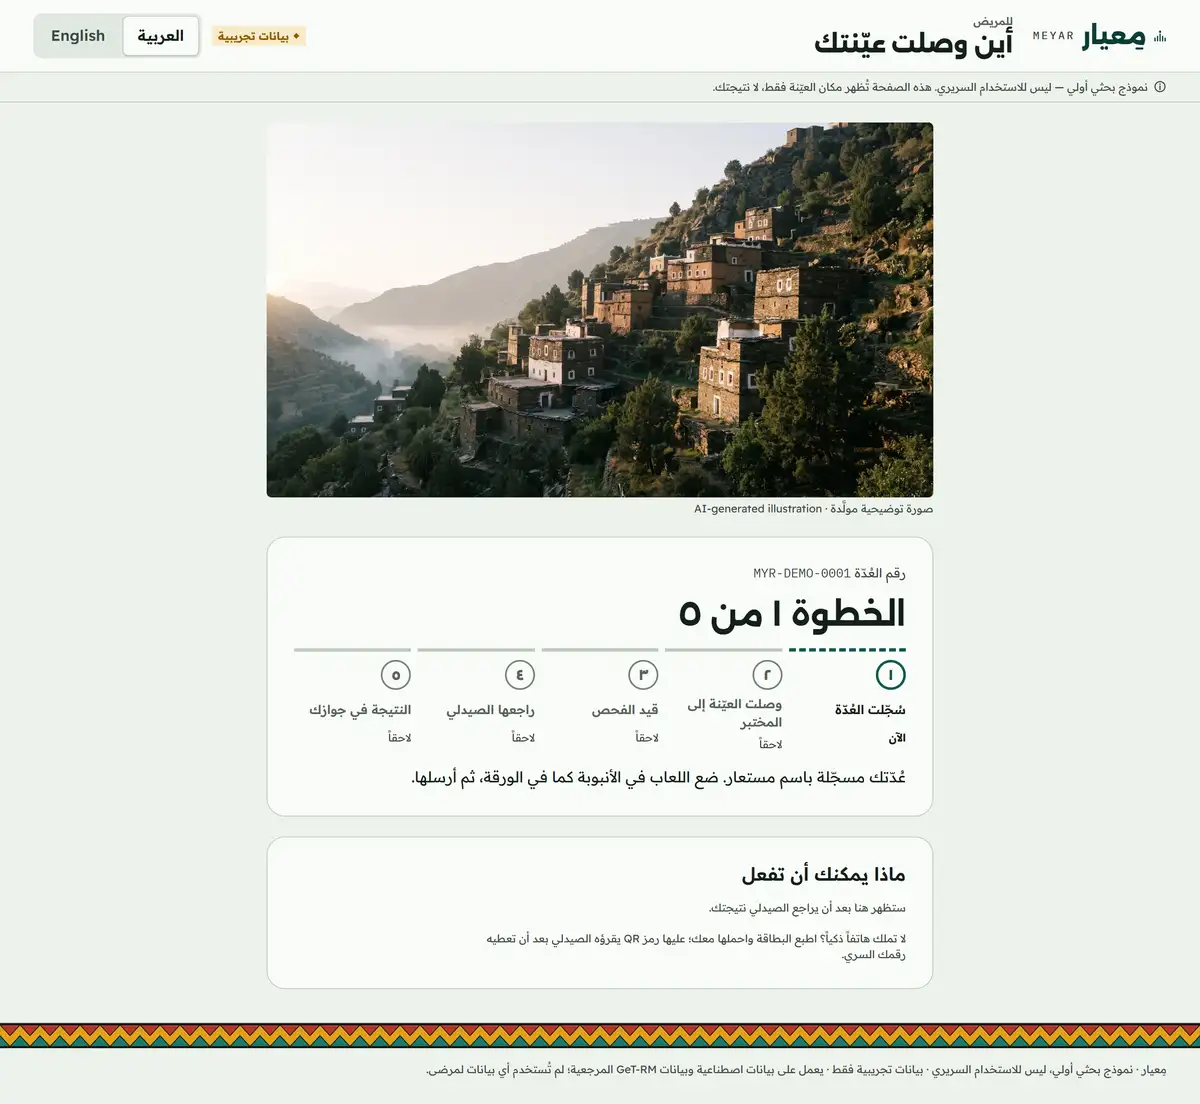 مِعيار MEYAR
للمريض
أين وصلت عيّنتك
✦ بيانات تجريبية
العربية
English
نموذج بحثي أولي — ليس للاستخدام السريري. هذه الصفحة تُظهر مكان العيّنة فقط، لا نتيجتك.
صورة توضيحية مولَّدة · AI-generated illustration
رقم العُدّة MYR-DEMO-0001
الخطوة ١ من ٥
١
سُجّلت العُدّة
الآن
٢
وصلت العيّنة إلى
المختبر
لاحقاً
٣
قيد الفحص
لاحقاً
٤
راجعها الصيدلي
لاحقاً
٥
النتيجة في جوازك
لاحقاً
عُدّتك مسجّلة باسم مستعار. ضع اللعاب في الأنبوبة كما في الورقة، ثم أرسلها.
ماذا يمكنك أن تفعل
ستظهر هنا بعد أن يراجع الصيدلي نتيجتك.
لا تملك هاتفاً ذكياً؟ اطبع البطاقة واحملها معك؛ عليها رمز QR يقرؤه الصيدلي بعد أن تعطيه
رقمك السري.
مِعيار · نموذج بحثي أولي، ليس للاستخدام السريري · بيانات تجريبية فقط · يعمل على بيانات اصطناعية وبيانات GeT-RM المرجعية؛ لم تُستخدم أي بيانات لمرضى.